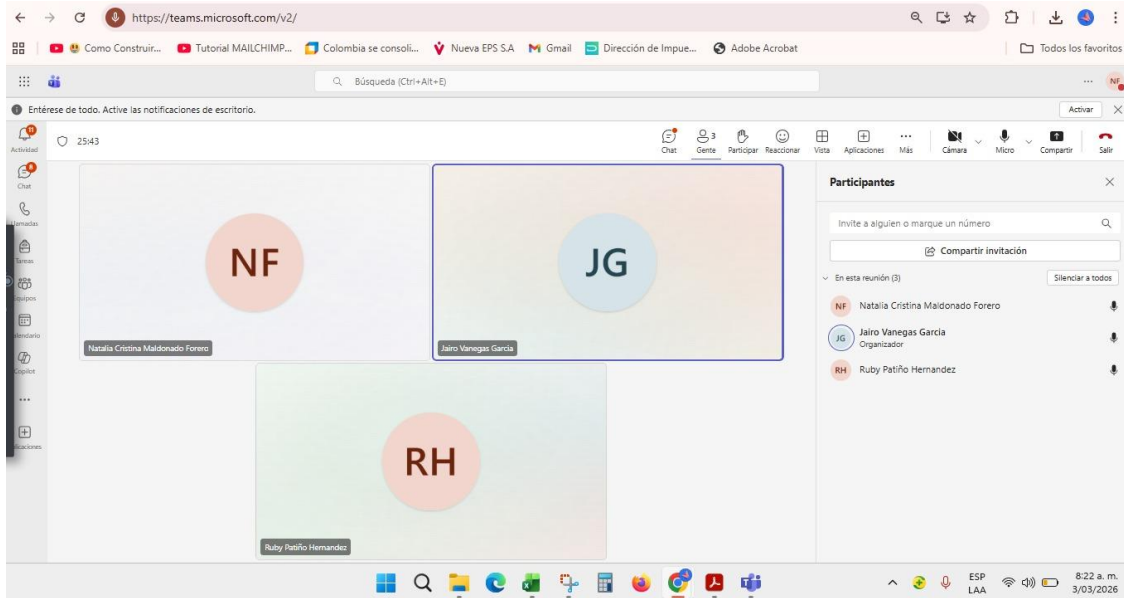 https://teams.microsoft.com/v2/
Como Construir... Tutorial MAILCHIMP... Colombia se consoli... Nueva EPS S.A Gmail Dirección de Impue... Adobe Acrobat Todos los favoritos
Búsqueda (Ctrl+Alt+E) ... NF
Entérese de todo. Active las notificaciones de escritorio. Activar
Actividad
25:43
Chat
3
Gente
Participar
Reaccionar
Vista
Aplicaciones
Más
Cámara
Micro
Compartir
Salir
Chat
Llamadas
Tareas
Copilot
NF
Natalia Cristina Maldonado Forero
JG
Jairo Vanegas Garcia
RH
Ruby Patiño Hernandez
Participantes
Invite a alguien o marque un número
Compartir invitación
En esta reunión (3) Silenciar a todos
NF Natalia Cristina Maldonado Forero
JG Jairo Vanegas Garcia
Organizador
RH Ruby Patiño Hernandez
ESP
LAA
8:22 a. m.
3/03/2026